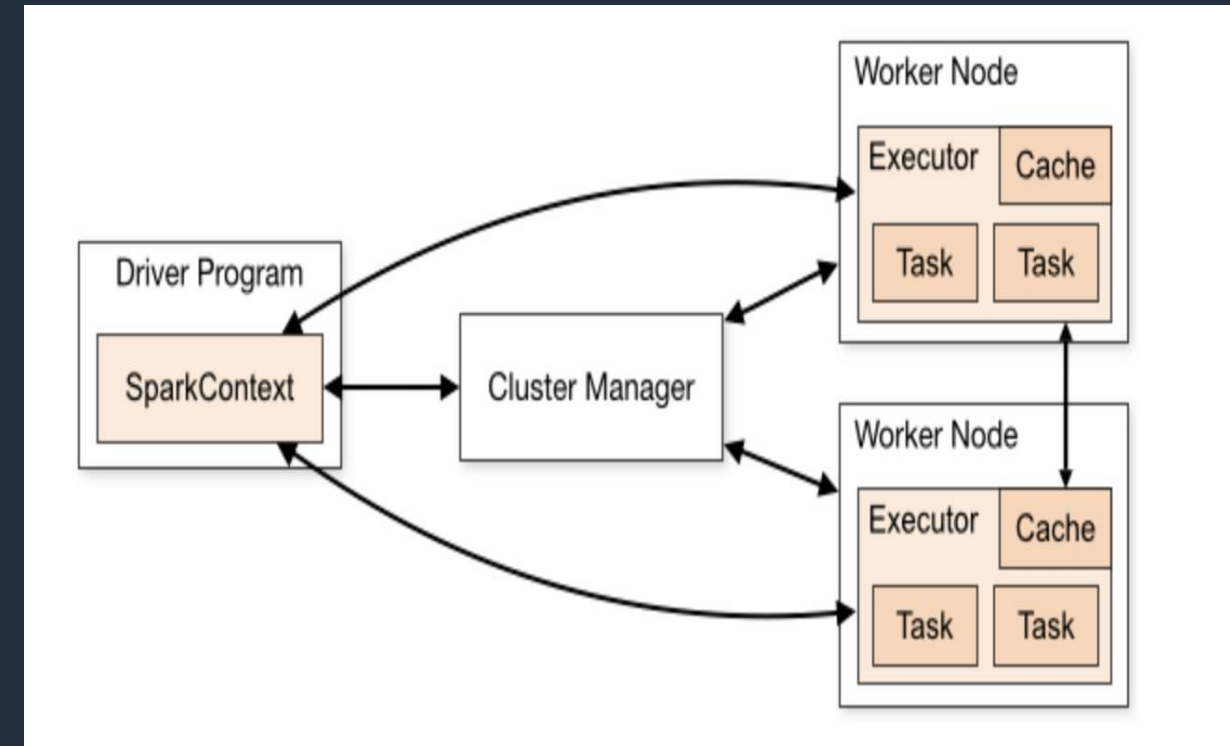 Driver Program
SparkContext
Cluster Manager
Worker Node
Executor
Cache
Task
Task
Worker Node
Executor
Cache
Task
Task